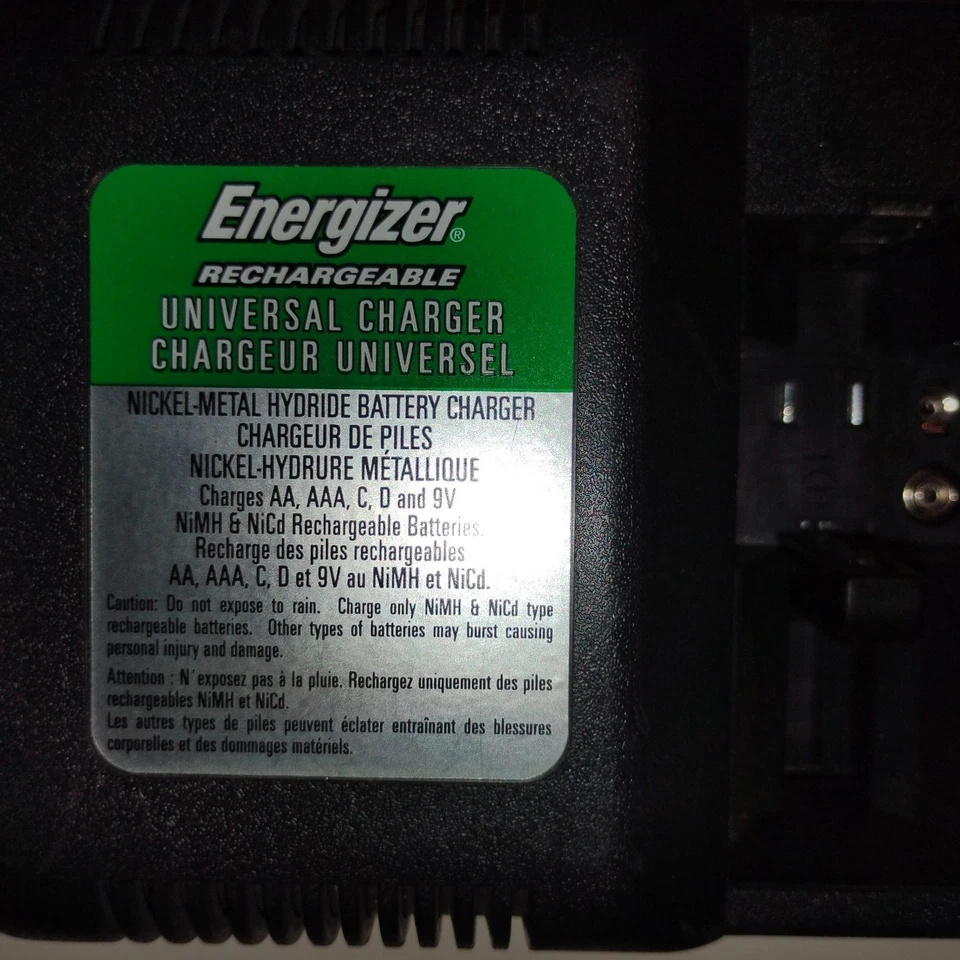 Energizer®
RECHARGEABLE
UNIVERSAL CHARGER
CHARGEUR UNIVERSEL
NICKEL-METAL HYDRIDE BATTERY CHARGER
CHARGEUR DE PILES
NICKEL-HYDRURE MÉTALLIQUE
Charges AA, AAA, C, D and 9V
NiMH & NiCd Rechargeable Batteries.
Recharge des piles rechargeables
AA, AAA, C, D et 9V au NiMH et NiCd.
Caution: Do not expose to rain. Charge only NiMH & NiCd type
rechargeable batteries. Other types of batteries may burst causing
personal injury and damage.
Attention : N'exposez pas à la pluie. Rechargez uniquement des piles
rechargeables NiMH et NiCd.
Les autres types de piles peuvent éclater entraînant des blessures
corporelles et des dommages matériels.